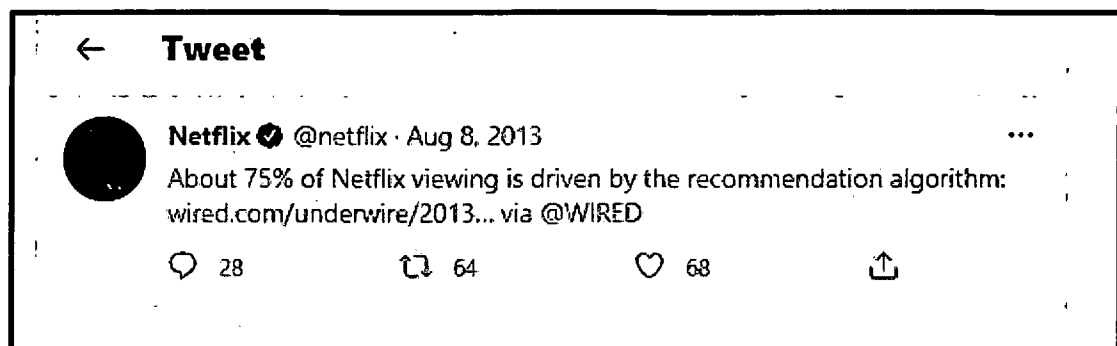 Tweet
Netflix @netflix · Aug 8, 2013
About 75% of Netflix viewing is driven by the recommendation algorithm:
wired.com/underwire/2013... via @WIRED
28 64 68